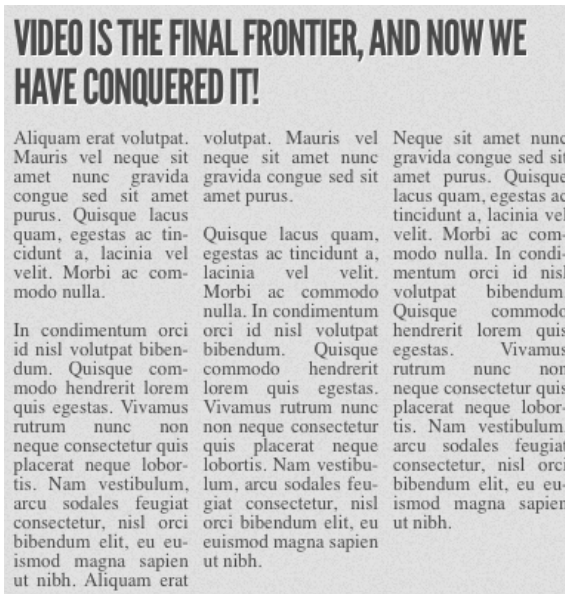 VIDEO IS THE FINAL FRONTIER, AND NOW WE
HAVE CONQUERED IT!
Aliquam erat volutpat.
Mauris vel neque sit
amet nunc gravida
congue sed sit amet
purus. Quisque lacus
quam, egestas ac tin-
cidunt a, lacinia vel
velit. Morbi ac com-
modo nulla.
In condimentum orci
id nisl volutpat biben-
dum. Quisque com-
modo hendrerit lorem
quis egestas. Vivamus
rutrum nunc non
neque consectetur quis
placerat neque lobor-
tis. Nam vestibulum,
arcu sodales feugiat
consectetur, nisl orci
bibendum elit, eu eu-
ismod magna sapien
ut nibh. Aliquam erat
volutpat. Mauris vel
neque sit amet nunc
gravida congue sed sit
amet purus.
Quisque lacus quam,
egestas ac tincidunt a,
lacinia vel velit.
Morbi ac commodo
nulla. In condimentum
orci id nisl volutpat
bibendum. Quisque
commodo hendrerit
lorem quis egestas.
Vivamus rutrum nunc
non neque consectetur
quis placerat neque
lobortis. Nam vestibu-
lum, arcu sodales feu-
giat consectetur, nisl
orci bibendum elit, eu
euismod magna sapien
ut nibh.
Neque sit amet nunc
gravida congue sed sit
amet purus. Quisque
lacus quam, egestas ac
tincidunt a, lacinia vel
velit. Morbi ac com-
modo nulla. In condi-
mentum orci id nisl
volutpat bibendum.
Quisque commodo
hendrerit lorem quis
egestas. Vivamus
rutrum nunc non
neque consectetur quis
placerat neque lobor-
tis. Nam vestibulum,
arcu sodales feugiat
consectetur, nisl orci
bibendum elit, eu eu-
ismod magna sapien
ut nibh.